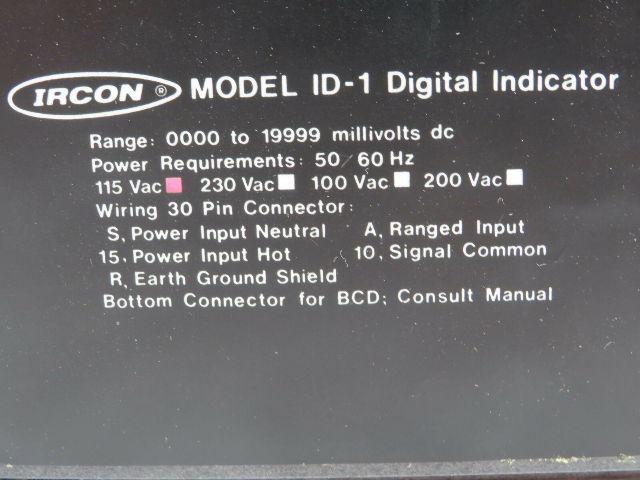 IRCON ® MODEL ID-1 Digital Indicator
Range: 0000 to 19999 millivolts dc
Power Requirements: 50/60 Hz
115 Vac 230 Vac 100 Vac 200 Vac
Wiring 30 Pin Connector:
S, Power Input Neutral A, Ranged Input
15, Power Input Hot 10, Signal Common
R, Earth Ground Shield
Bottom Connector for BCD; Consult Manual